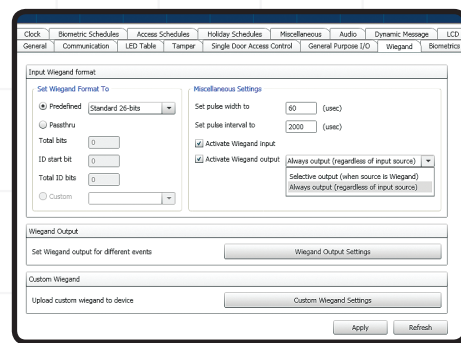 Clock Biometric Schedules Access Schedules Holiday Schedules Miscellaneous Audio Dynamic Message LCD
General Communication LED Table Tamper Single Door Access Control General Purpose I/O Wiegand Biometrics
Input Wiegand format
Set Wiegand Format To
Miscellaneous Settings
Predefined Standard 26-bits
Set pulse width to 60 (usec)
Passthru
Set pulse interval to 2000 (usec)
Total bits 0
Activate Wiegand input
ID start bit 0
Activate Wiegand output Always output (regardless of input source)
Selective output (when source is Wiegand)
Total ID bits 0
Always output (regardless of input source)
Custom
Wiegand Output
Set Wiegand output for different events Wiegand Output Settings
Custom Wiegand
Upload custom wiegand to device Custom Wiegand Settings
Apply Refresh